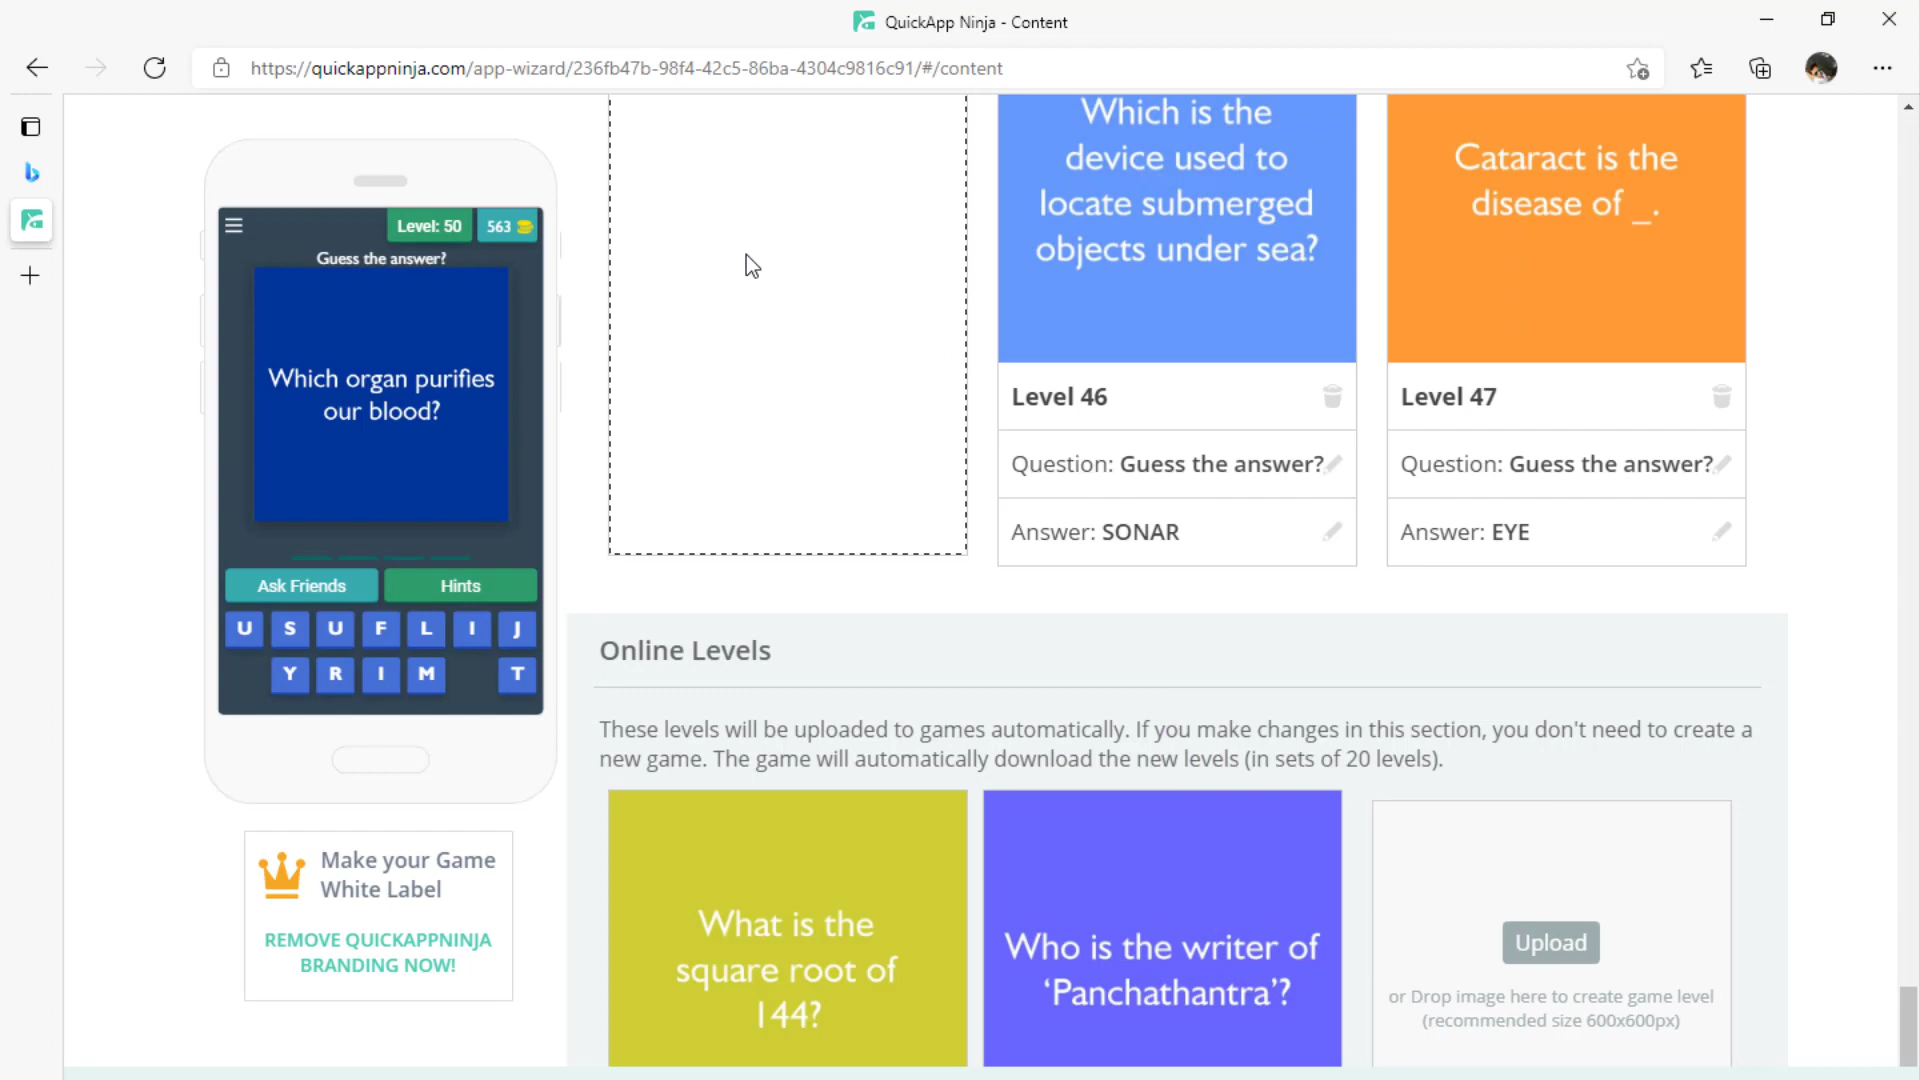 QuickApp Ninja - Content
https://quickappninja.com/app-wizard/236fb47b-98f4-42c5-86ba-4304c9816c91/#/content
Level: 50
563
Guess the answer?
Which organ purifies
our blood?
Ask Friends
Hints
U S U F L I J
Y R I M T
Make your Game
White Label
REMOVE QUICKAPPNINJA
BRANDING NOW!
Which is the
device used to
locate submerged
objects under sea?
Level 46
Question: Guess the answer?
Answer: SONAR
Cataract is the
disease of _.
Level 47
Question: Guess the answer?
Answer: EYE
Online Levels
These levels will be uploaded to games automatically. If you make changes in this section, you don't need to create a
new game. The game will automatically download the new levels (in sets of 20 levels).
What is the
square root of
144?
Who is the writer of
‘Panchathantra’?
Upload
or Drop image here to create game level
(recommended size 600x600px)